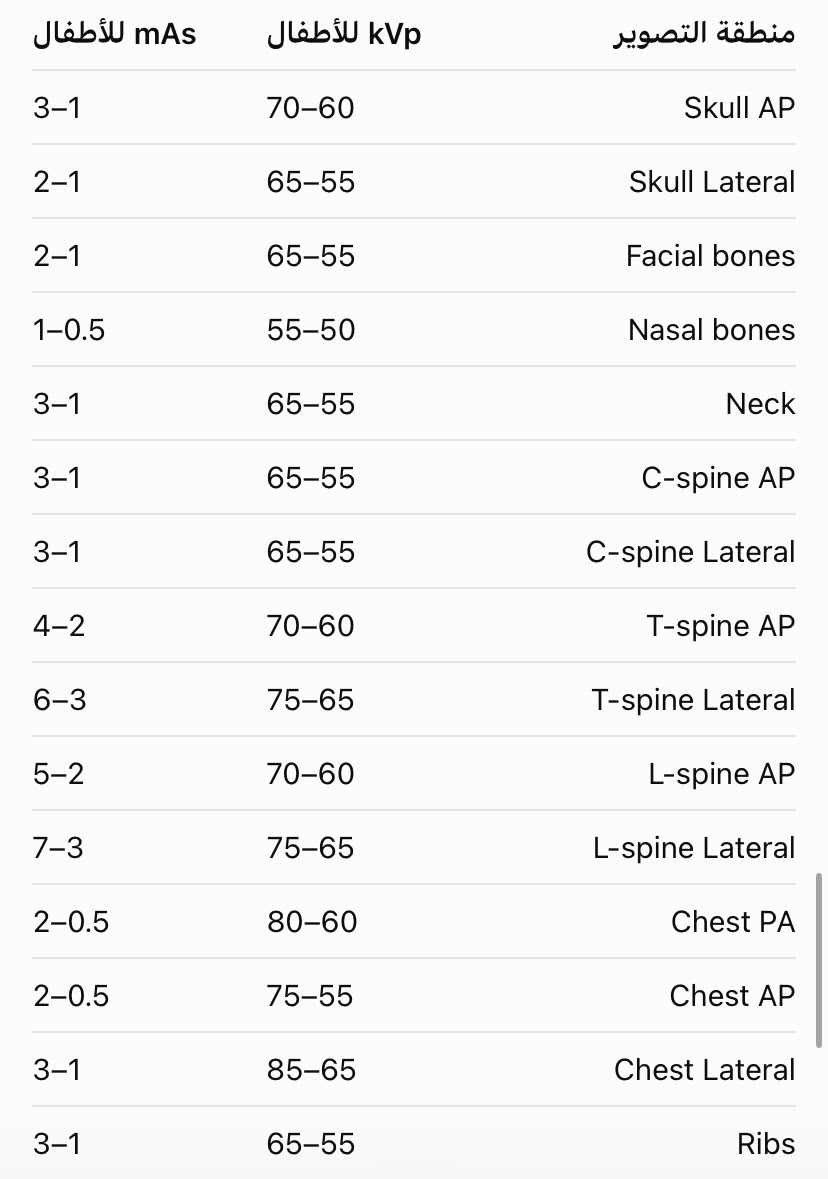 منطقة التصوير kVp للأطفال mAs للأطفال
Skull AP 70–60 3–1
Skull Lateral 65–55 2–1
Facial bones 65–55 2–1
Nasal bones 55–50 1–0.5
Neck 65–55 3–1
C-spine AP 65–55 3–1
C-spine Lateral 65–55 3–1
T-spine AP 70–60 4–2
T-spine Lateral 75–65 6–3
L-spine AP 70–60 5–2
L-spine Lateral 75–65 7–3
Chest PA 80–60 2–0.5
Chest AP 75–55 2–0.5
Chest Lateral 85–65 3–1
Ribs 65–55 3–1